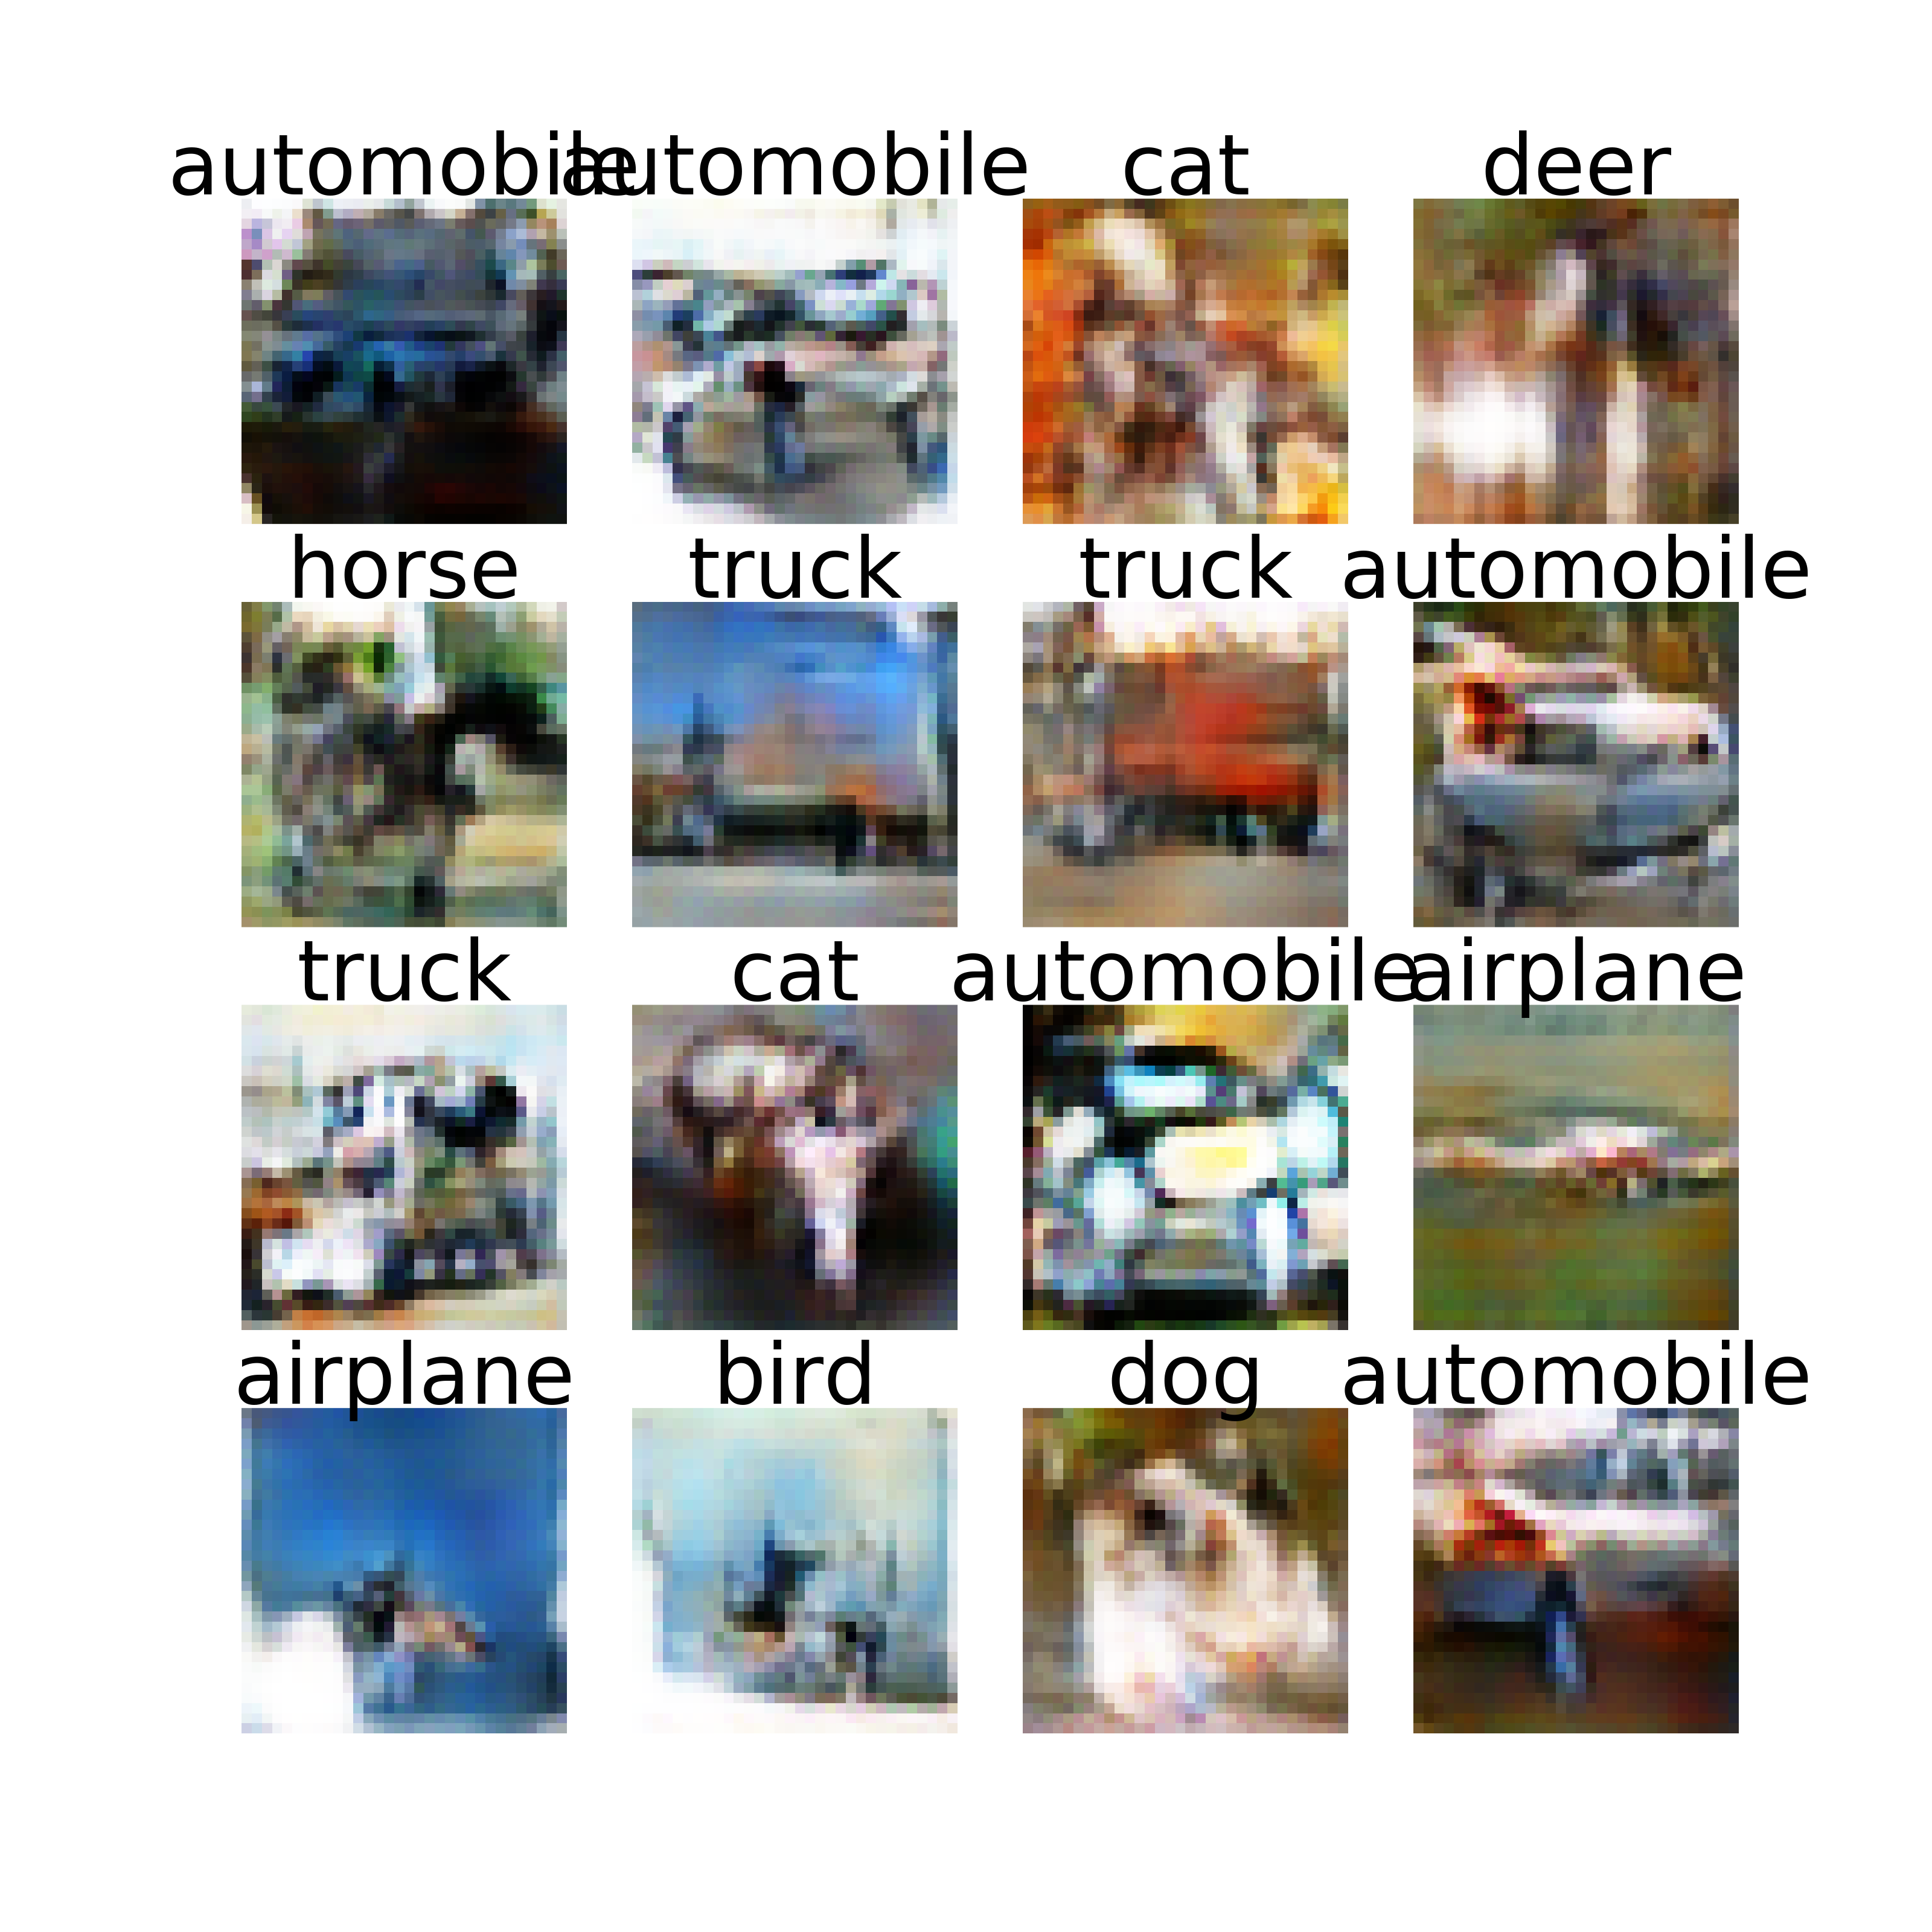 automobile automobile cat deer
horse truck truck automobile
truck cat automobile airplane
airplane bird dog automobile